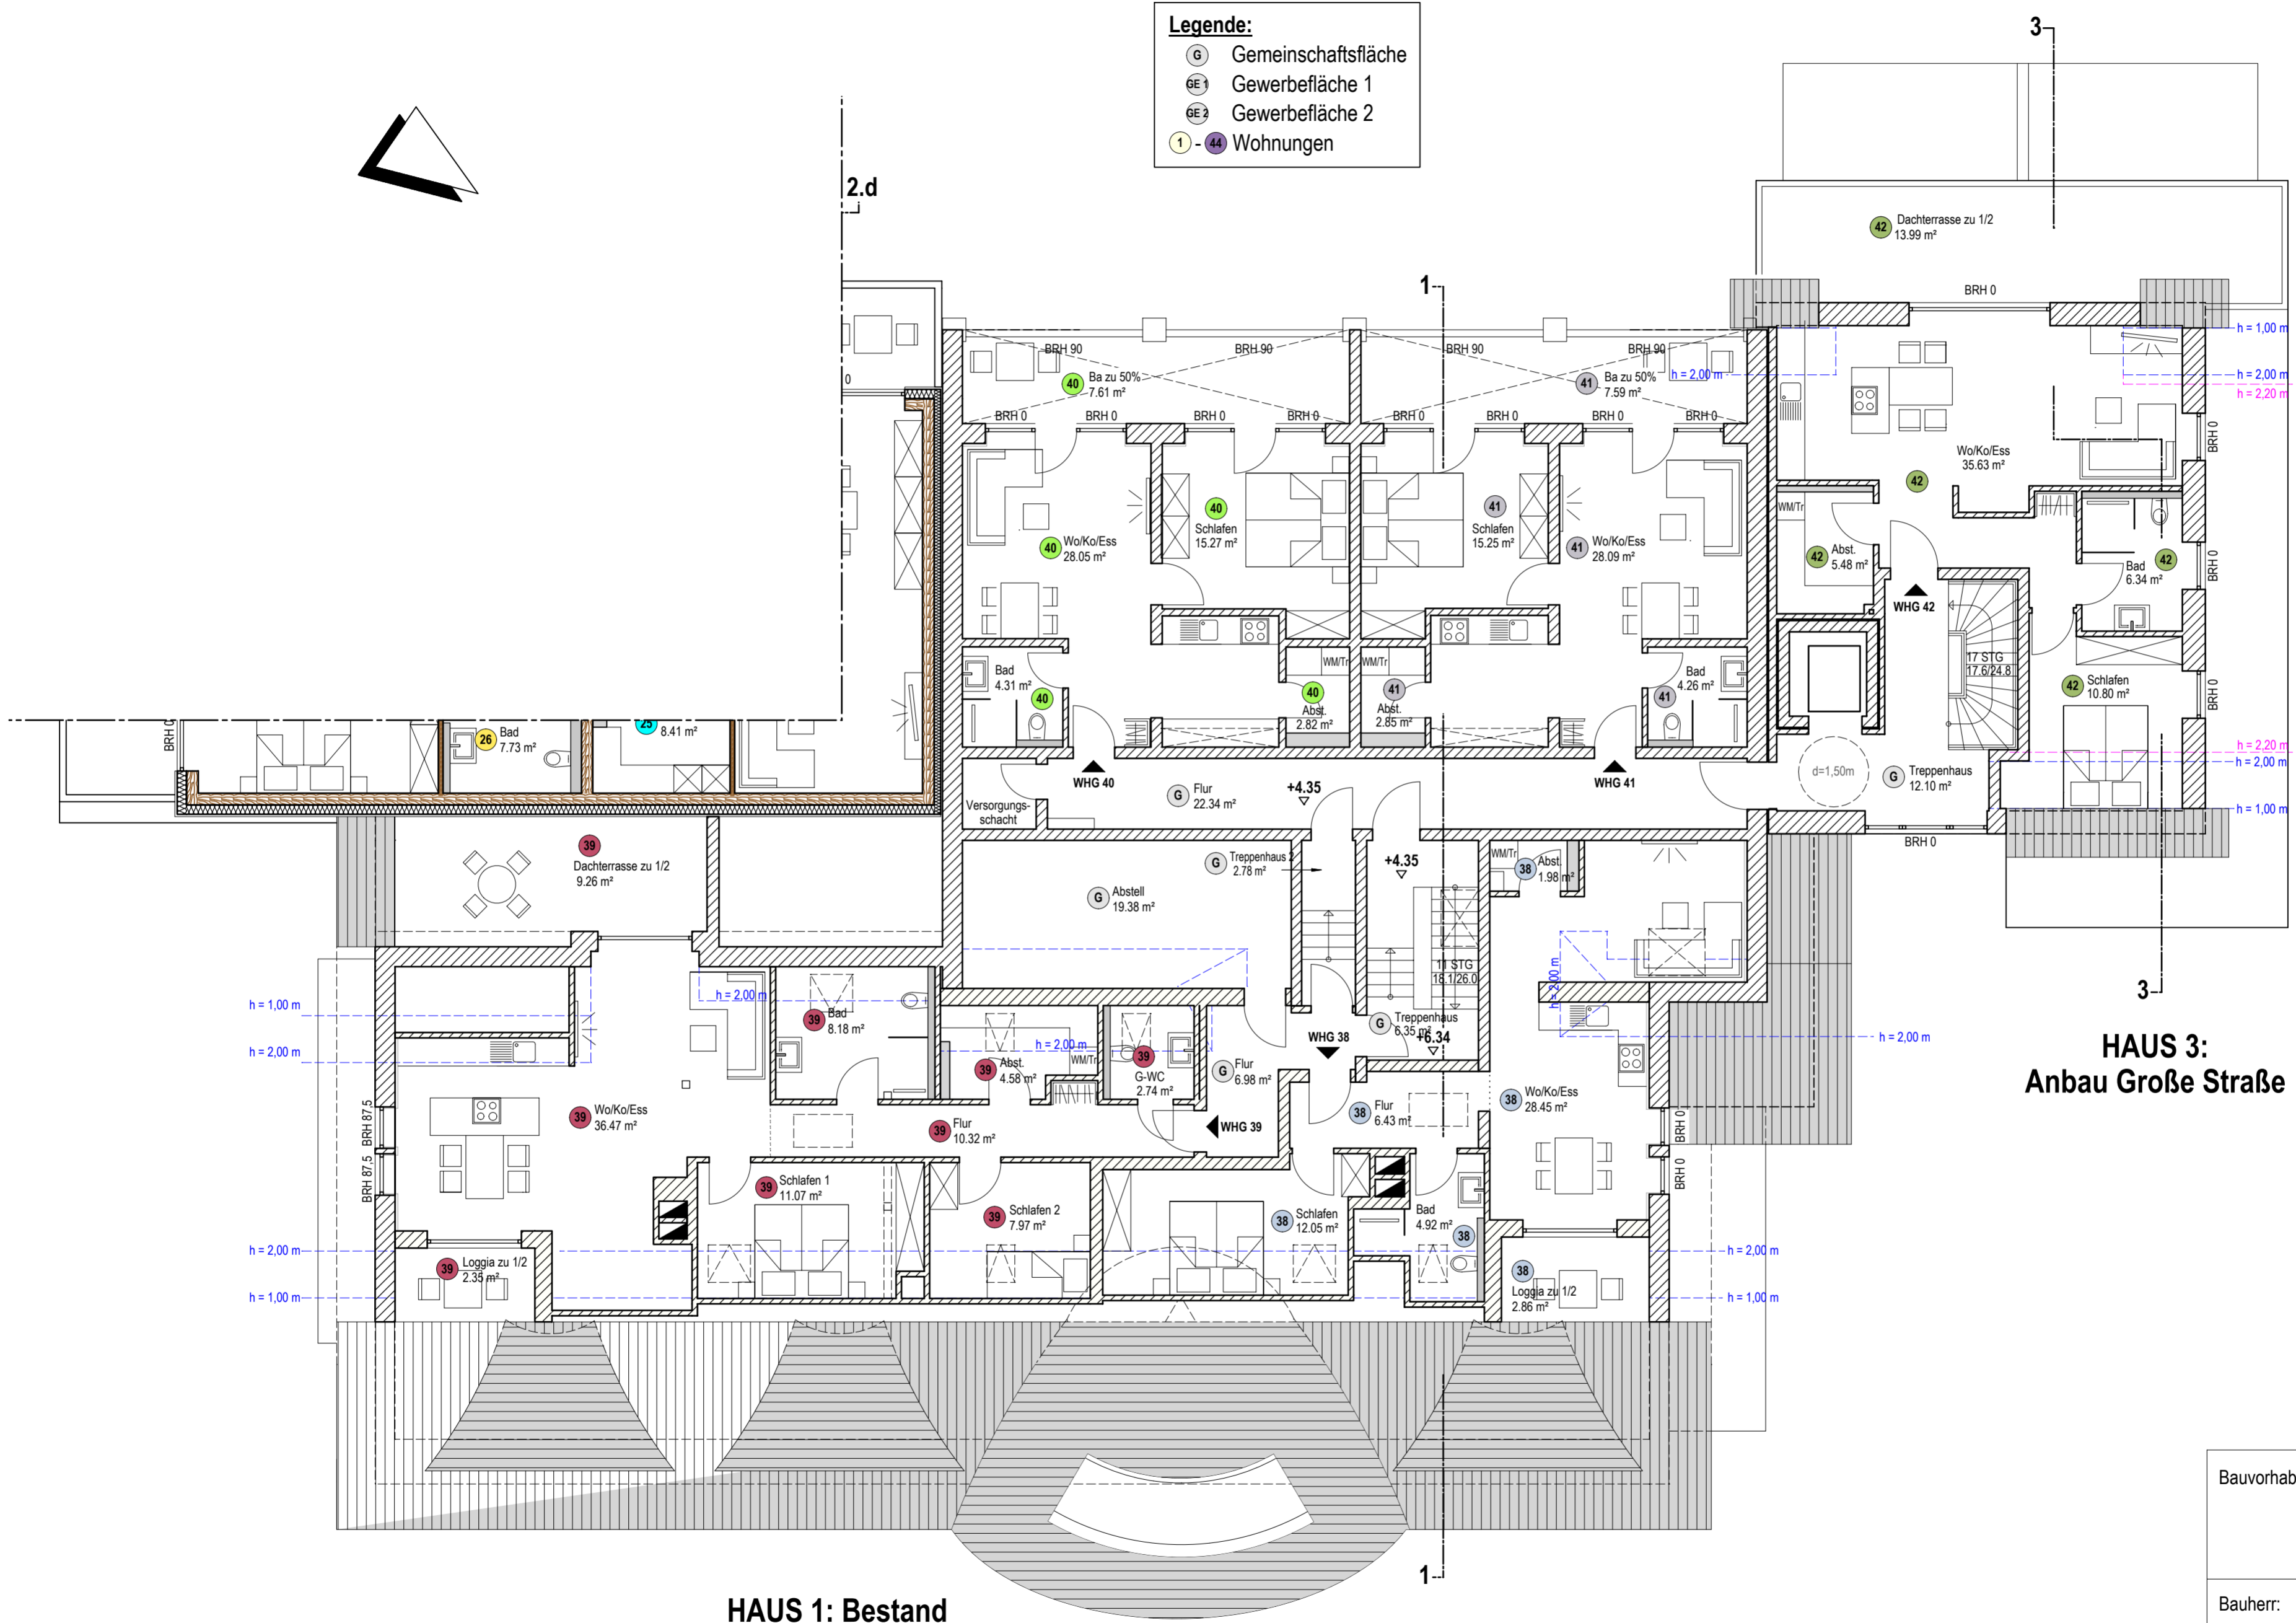 Legende:
G Gemeinschaftsfläche
GE 1 Gewerbefläche 1
GE 2 Gewerbefläche 2
1 - 44 Wohnungen
3
2.d
42 Dachterrasse zu 1/2
13.99 m²
1
BRH 0
h = 1,00 m
BRH 90
BRH 90
BRH 90
BRH 90
h = 2,00 m
h = 2,00 m
h = 2,20 m
0
40 Ba zu 50%
7.61 m²
41 Ba zu 50%
7.59 m²
BRH 0
BRH 0
BRH 0
BRH 0
BRH 0
BRH 0
BRH 0
BRH 0
BRH 0
Wo/Ko/Ess
35.63 m²
42
40
Schlafen
15.27 m²
41
Schlafen
15.25 m²
WM/Tr
40 Wo/Ko/Ess
28.05 m²
41 Wo/Ko/Ess
28.09 m²
42 Abst.
5.48 m²
42
Bad
6.34 m²
BRH 0
WHG 42
17 STG
17.6/24.8
Bad
4.31 m²
40
WM/Tr
WM/Tr
40
Abst.
2.82 m²
41
Abst.
2.85 m²
Bad
4.26 m²
41
42 Schlafen
10.80 m²
BRH 0
BRH 0
26 Bad
7.73 m²
25
8.41 m²
h = 2,20 m
h = 2,00 m
WHG 40
WHG 41
d=1,50m
G Treppenhaus
12.10 m²
Versorgungs-
schacht
G Flur
22.34 m²
+4.35
h = 1,00 m
BRH 0
39
Dachterrasse zu 1/2
9.26 m²
G Treppenhaus 2
2.78 m²
+4.35
WM/Tr
38 Abst.
1.98 m²
G Abstell
19.38 m²
11 STG
18.1/26.0
h = 2,00 m
3
h = 1,00 m
h = 2,00 m
39 Bad
8.18 m²
G Treppenhaus
6.35 m²
+6.34
WHG 38
h = 2,00 m
h = 2,00 m
h = 2,00 m
39 Abst.
4.58 m²
WM/Tr
39
G-WC
2.74 m²
G Flur
6.98 m²
HAUS 3:
Anbau Große Straße
BRH 87,5
39 Wo/Ko/Ess
36.47 m²
39 Flur
10.32 m²
WHG 39
38 Flur
6.43 m²
38 Wo/Ko/Ess
28.45 m²
BRH 0
BRH 87,5
39 Schlafen 1
11.07 m²
39 Schlafen 2
7.97 m²
38 Schlafen
12.05 m²
Bad
4.92 m²
38
BRH 0
h = 2,00 m
h = 2,00 m
39 Loggia zu 1/2
2.35 m²
38
Loggia zu 1/2
2.86 m²
h = 1,00 m
h = 1,00 m
Bauvorhab
1
HAUS 1: Bestand
Bauherr: